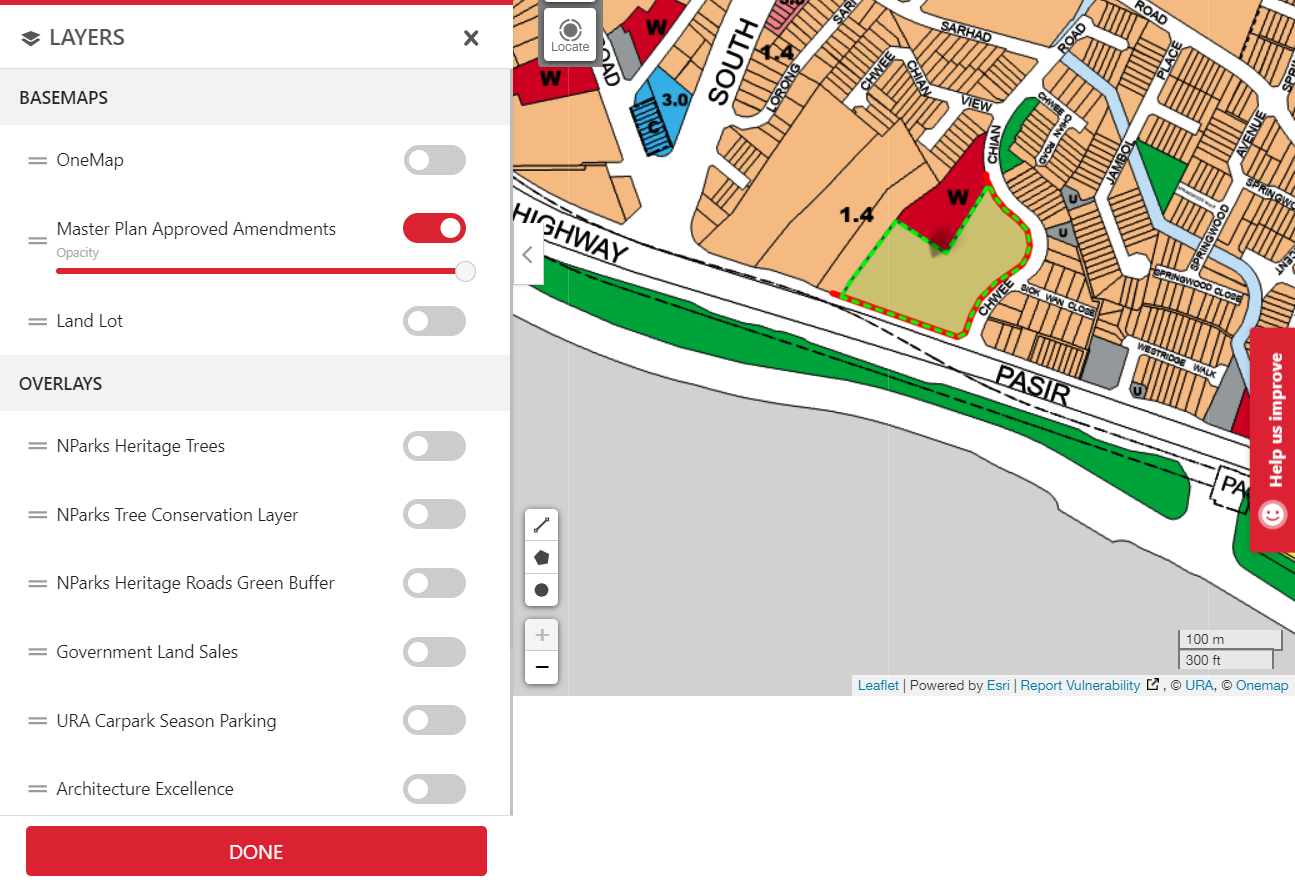 LAYERS
BASEMAPS
OneMap
Master Plan Approved Amendments
Opacity
Land Lot
OVERLAYS
NParks Heritage Trees
NParks Tree Conservation Layer
NParks Heritage Roads Green Buffer
Government Land Sales
URA Carpark Season Parking
Architecture Excellence
DONE
Locate
W
W
OAD
3.0
C
SOUTH
1.4
LORONG
SARHAD
ROAD
ROAD
PLACE
CHWEE
CHIAN
VIEW
CHIAN
CHWEE
CHIAN
ROAD
JAMBOL
AVENUE
SPRINGWOOD
SPRINGWOOD CLOSE
U
U
W
1.4
HIGHWAY
CHWEE
SICK WAN CLOSE
WESTRIDGE WALK
U
PASIR
PA
Help us improve
+
−
100 m
300 ft
Leaflet | Powered by Esri | Report Vulnerability , © URA, © Onemap